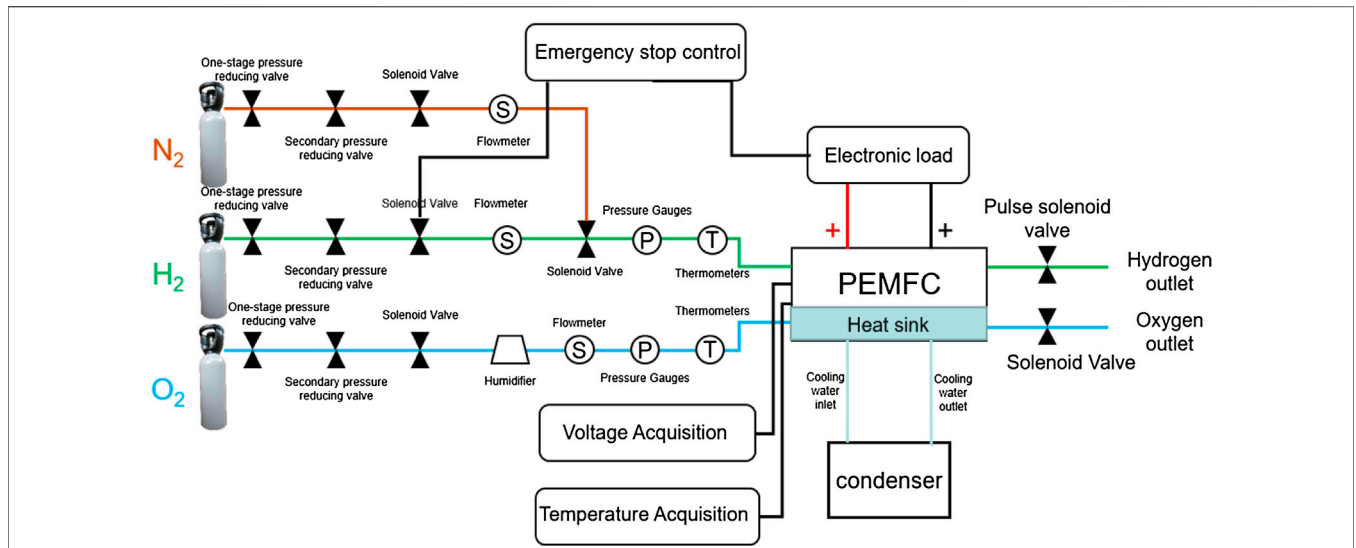 Emergency stop control
One-stage pressure
reducing valve
Solenoid Valve
S
N2
Secondary pressure
reducing valve
Flowmeter
Electronic load
One-stage pressure
reducing valve
Solenoid Valve
Flowmeter
Pressure Gauges
+
+
Pulse solenoid
valve
S
P
T
H2
Secondary pressure
reducing valve
Solenoid Valve
Thermometers
PEMFC
Hydrogen
outlet
One-stage pressure
reducing valve
Solenoid Valve
Flowmeter
Thermometers
Heat sink
Oxygen
outlet
S
P
T
Solenoid Valve
O2
Secondary pressure
reducing valve
Humidifier
Pressure Gauges
Cooling
water
inlet
Cooling
water
outlet
Voltage Acquisition
condenser
Temperature Acquisition